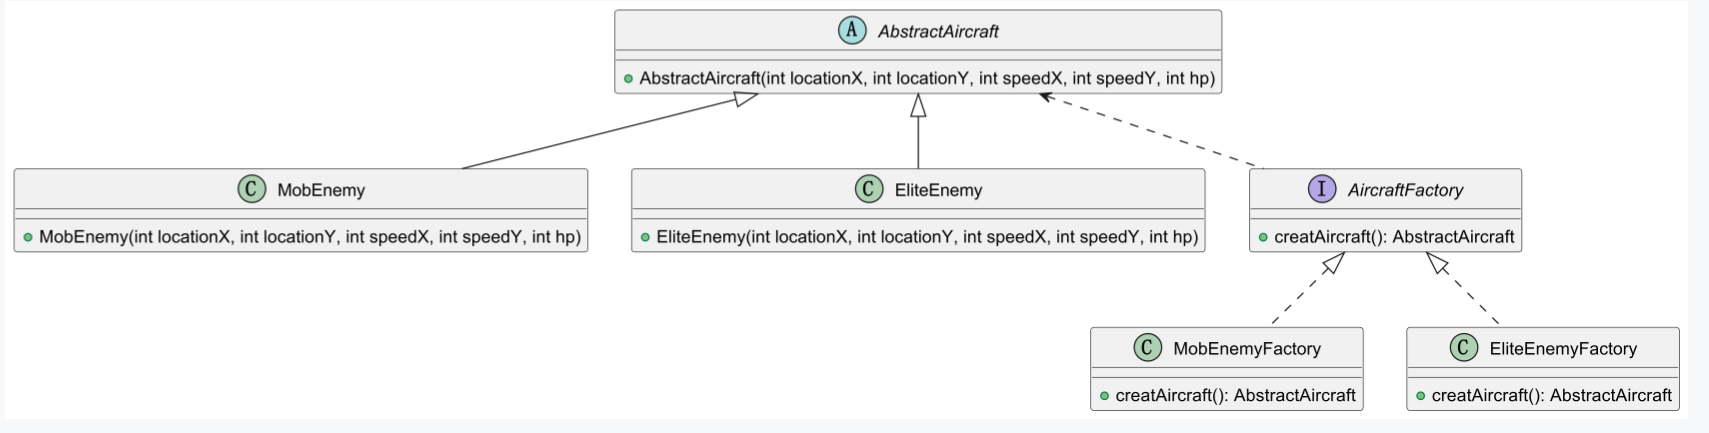 A AbstractAircraft
AbstractAircraft(int locationX, int locationY, int speedX, int speedY, int hp)
C MobEnemy
MobEnemy(int locationX, int locationY, int speedX, int speedY, int hp)
C EliteEnemy
EliteEnemy(int locationX, int locationY, int speedX, int speedY, int hp)
I AircraftFactory
creatAircraft(): AbstractAircraft
C MobEnemyFactory
creatAircraft(): AbstractAircraft
C EliteEnemyFactory
creatAircraft(): AbstractAircraft